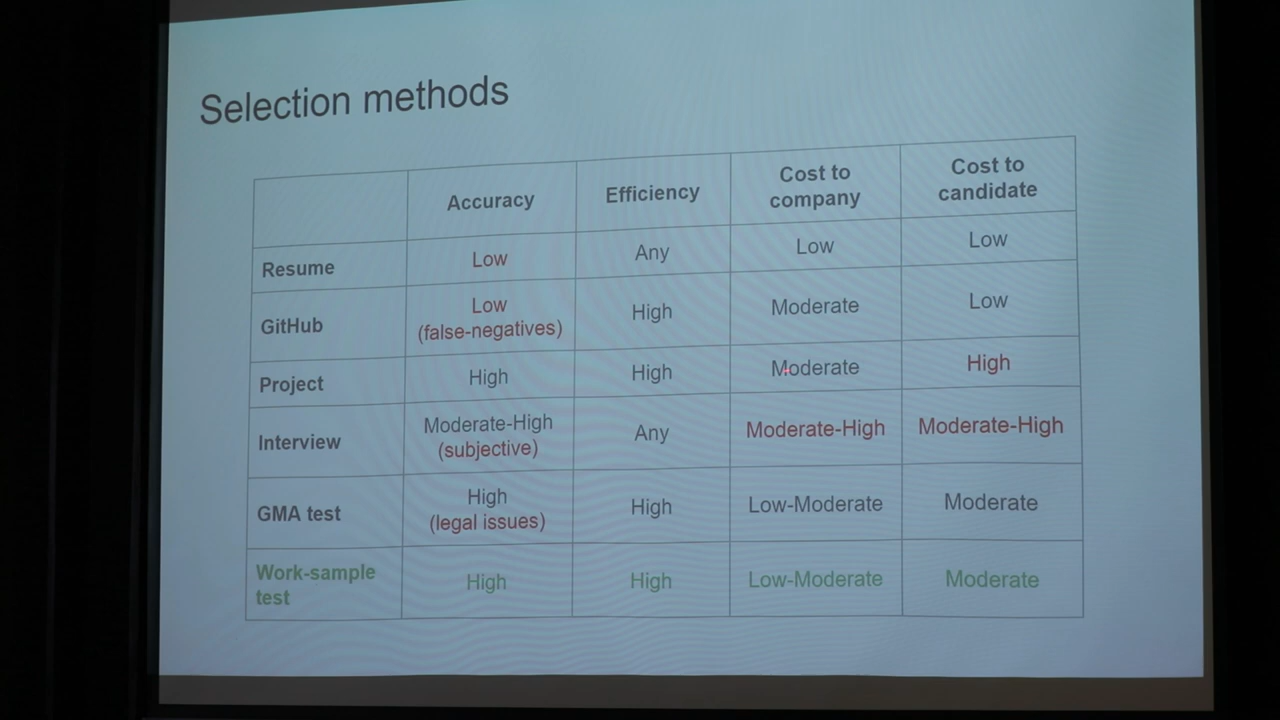 Selection methods
Accuracy Efficiency Cost to company Cost to candidate
Resume Low Any Low Low
GitHub Low (false-negatives) High Moderate Low
Project High High Moderate High
Interview Moderate-High (subjective) Any Moderate-High Moderate-High
GMA test High (legal issues) High Low-Moderate Moderate
Work-sample test High High Low-Moderate Moderate